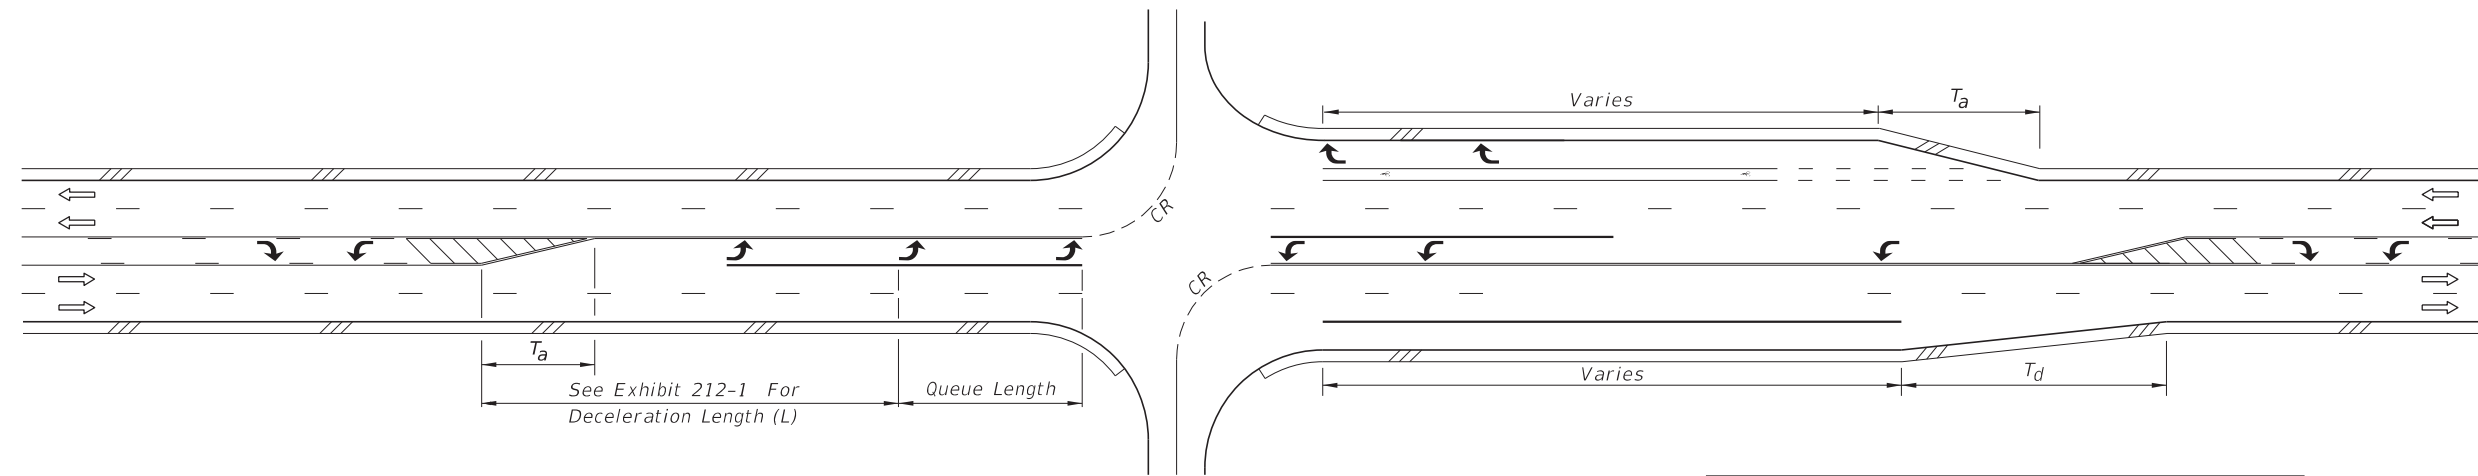 Varies
Ta
CR
CR
Ta
See Exhibit 212-1 For
Deceleration Length (L)
Queue Length
Varies
Td